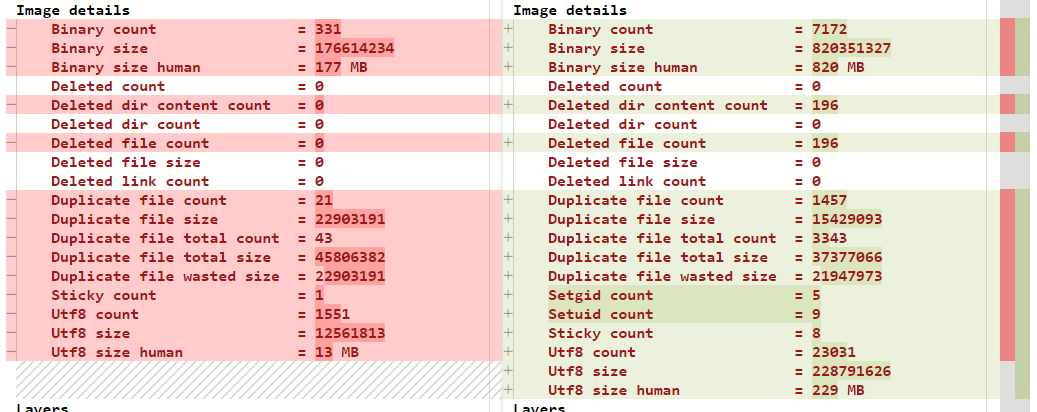 Image details
Binary count = 331
Binary size = 176614234
Binary size human = 177 MB
Deleted count = 0
Deleted dir content count = 0
Deleted dir count = 0
Deleted file count = 0
Deleted file size = 0
Deleted link count = 0
Duplicate file count = 21
Duplicate file size = 22903191
Duplicate file total count = 43
Duplicate file total size = 45806382
Duplicate file wasted size = 22903191
Sticky count = 1
Utf8 count = 1551
Utf8 size = 12561813
Utf8 size human = 13 MB
Layers
Image details
Binary count = 7172
Binary size = 820351327
Binary size human = 820 MB
Deleted count = 0
Deleted dir content count = 196
Deleted dir count = 0
Deleted file count = 196
Deleted file size = 0
Deleted link count = 0
Duplicate file count = 1457
Duplicate file size = 15429093
Duplicate file total count = 3343
Duplicate file total size = 37377066
Duplicate file wasted size = 21947973
Setgid count = 5
Setuid count = 9
Sticky count = 8
Utf8 count = 23031
Utf8 size = 228791626
Utf8 size human = 229 MB
Layers